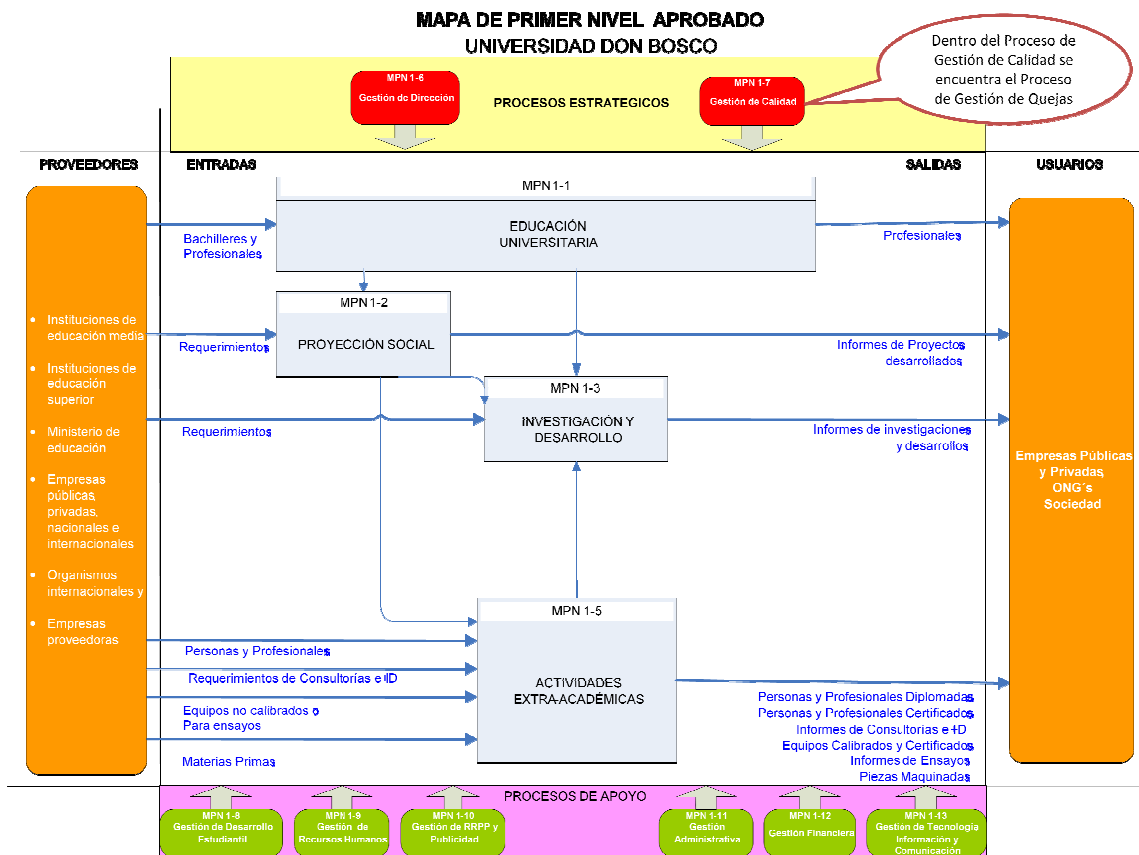 MAPA DE PRIMER NIVEL APROBADO
UNIVERSIDAD DON BOSCO
Dentro del Proceso de
Gestión de Calidad se
encuentra el Proceso
de Gestión de Quejas
MPN 1-6
Gestión de Dirección
PROCESOS ESTRATEGICOS
MPN 1-7
Gestión de Calidad
PROVEEDORES
ENTRADAS
SALIDAS
USUARIOS
MPN 1-1
EDUCACIÓN
UNIVERSITARIA
Bachilleres y
Profesionales
Profesionales
MPN 1-2
PROYECCIÓN SOCIAL
Requerimientos
Informes de Proyectos
desarrollados
MPN 1-3
INVESTIGACIÓN Y
DESARROLLO
Requerimientos
Informes de investigaciones
y desarrollos
• Instituciones de
educación media
• Instituciones de
educación
superior
• Ministerio de
educación
• Empresas
públicas,
privadas,
nacionales e
internacionales
• Organismos
internacionales y
• Empresas
proveedoras
Empresas Públicas
y Privadas,
ONG´s
Sociedad
MPN 1-5
ACTIVIDADES
EXTRA-ACADÉMICAS
Personas y Profesionales
Requerimientos de Consultorías e I+D
Equipos no calibrados o
Para ensayos
Materias Primas
Personas y Profesionales Diplomadas
Personas y Profesionales Certificados
Informes de Consultorías e I+D
Equipos Calibrados y Certificados
Informes de Ensayos
Piezas Maquinadas
PROCESOS DE APOYO
MPN 1-8
Gestión de Desarrollo
Estudiantil
MPN 1-9
Gestión de
Recursos Humanos
MPN 1-10
Gestión de RRPP y
Publicidad
MPN 1-11
Gestión
Administrativa
MPN 1-12
Gestión Financiera
MPN 1-13
Gestión de Tecnología
Información y
Comunicación